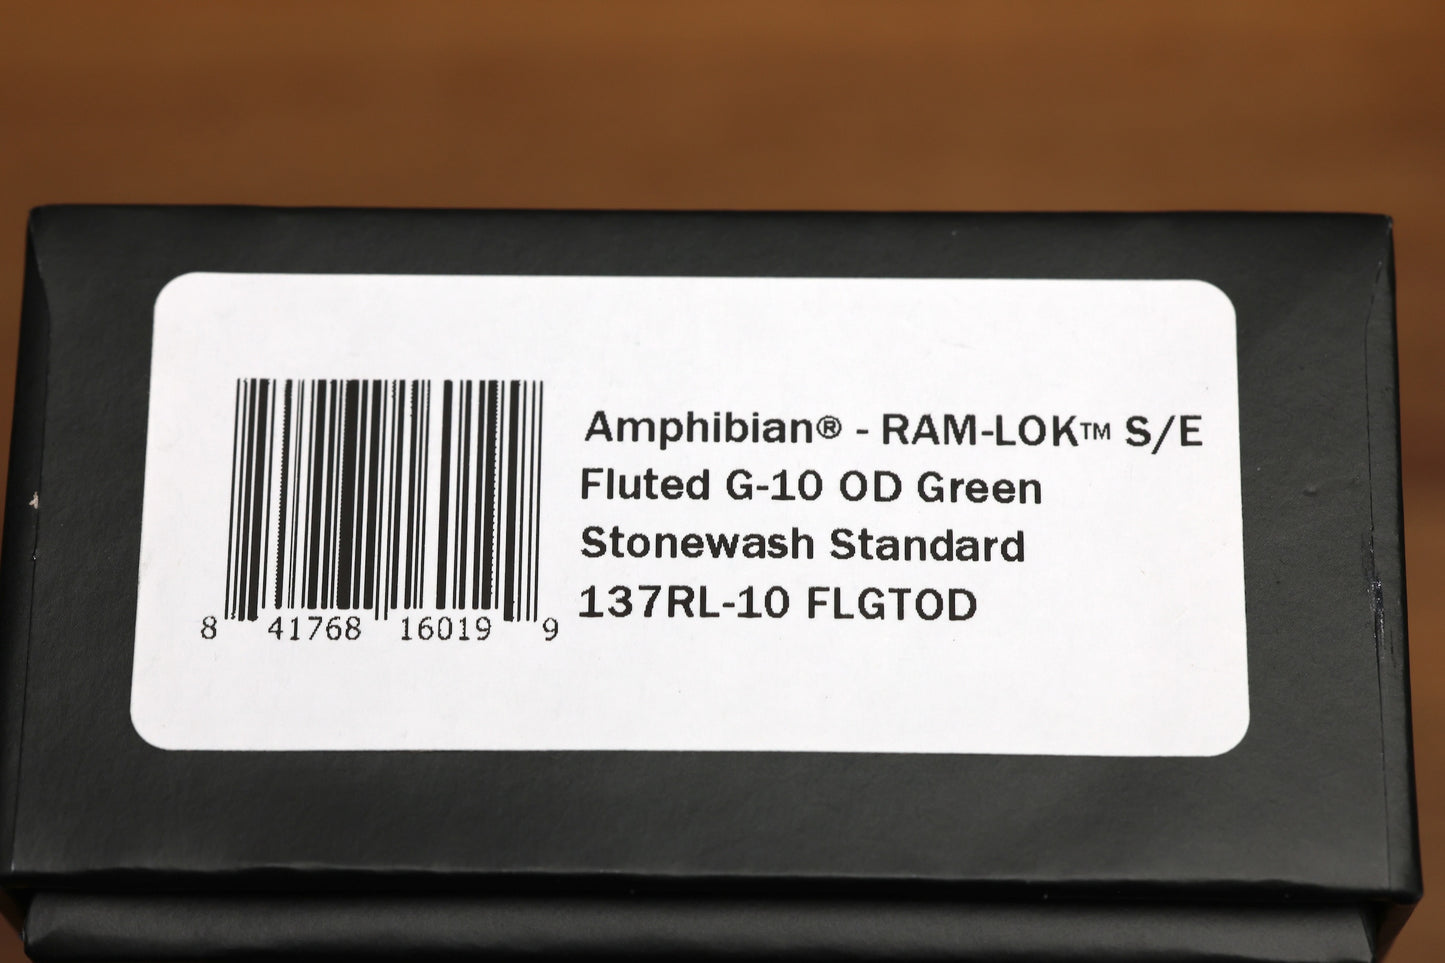 Amphibian® - RAM-LOK™ S/E
Fluted G-10 OD Green
Stonewash Standard
137RL-10 FLGTOD
8 41768 16019 9